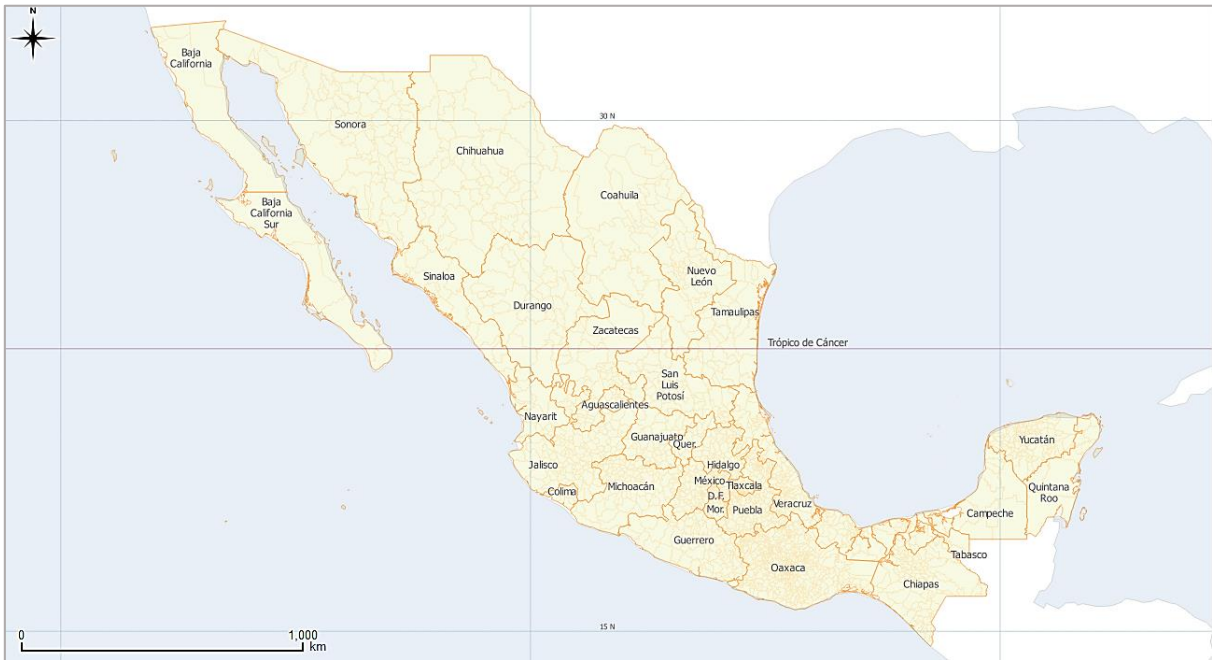 N
Baja
California
Sonora
30 N
Chihuahua
Coahuila
Baja
California
Sur
Sinaloa
Nuevo
León
Durango
Tamaulipas
Zacatecas
Trópico de Cáncer
San
Luis
Potosí
Aguascalientes
Nayarit
Guanajuato
Quer.
Yucatán
Jalisco
Hidalgo
México
Tlaxcala
Michoacán
Colima
Quintana
Roo
D.F.
Mor.
Puebla
Veracruz
Campeche
Guerrero
Tabasco
Oaxaca
Chiapas
15 N
0 1,000
km